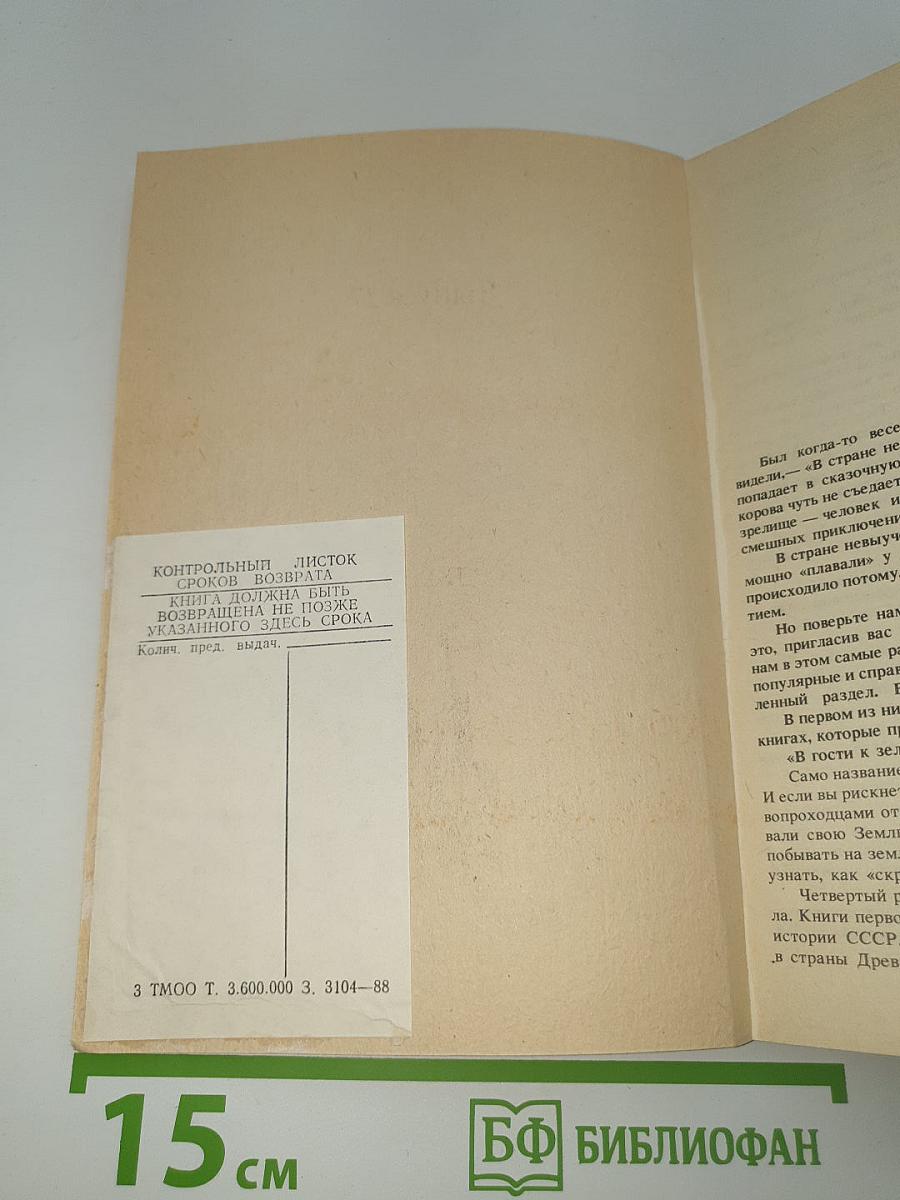 КОНТРОЛЬНЫЙ ЛИСТОК
СРОКОВ ВОЗВРАТА
КНИГА ДОЛЖНА БЫТЬ
ВОЗВРАЩЕНА НЕ ПОЗЖЕ
УКАЗАННОГО ЗДЕСЬ СРОКА
Колич. пред. выдач.
3 ТМОО Т. 3.600.000 З. 3104—88
Был когда-то весе
видели,— «В стране не
попадает в сказочную
корова чуть не съедает
зрелище — человек и
смешных приключени
В стране невыуче
мощно «плавали» у
происходило потому,
тием.
Но поверьте нам
это, пригласив вас
нам в этом самые ра
популярные и справ
ленный раздел. В
В первом из ни
книгах, которые пр
«В гости к зел
Само название
И если вы рискнет
вопроходцами от
вали свою Земл
побывать на зем
узнать, как «скр
Четвертый р
ла. Книги перво
истории СССР,
в страны Древ
15 см
БФ БИБЛИОФАН